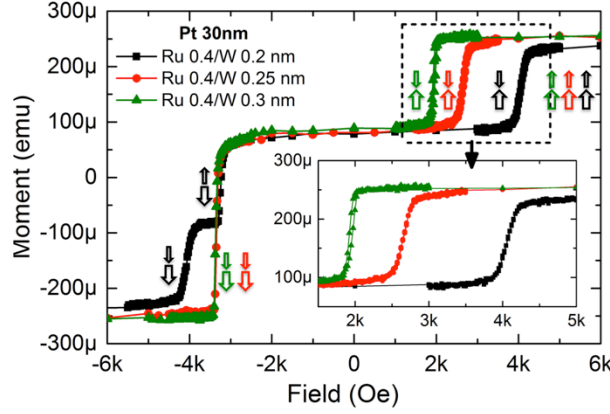 Pt 30nm
Ru 0.4/W 0.2 nm
Ru 0.4/W 0.25 nm
Ru 0.4/W 0.3 nm
300μ
200μ
100μ
0
-100μ
-200μ
-300μ
Moment (emu)
250μ
200μ
100μ
2k 3k 4k 5k
-6k -4k -2k 0 2k 4k 6k
Field (Oe)